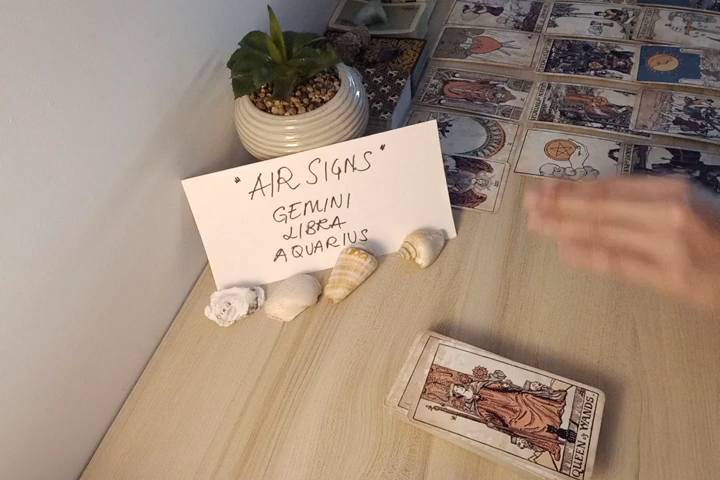 "AIR SIGNS"
GEMINI
LIBRA
AQUARIUS
QUEEN of WANDS.